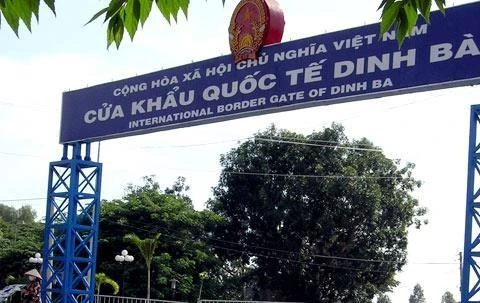 CỘNG HÒA XÃ HỘI CHỦ NGHĨA VIỆT NAM
CỬA KHẨU QUỐC TẾ DINH BÀ
INTERNATIONAL BORDER GATE OF DINH BA